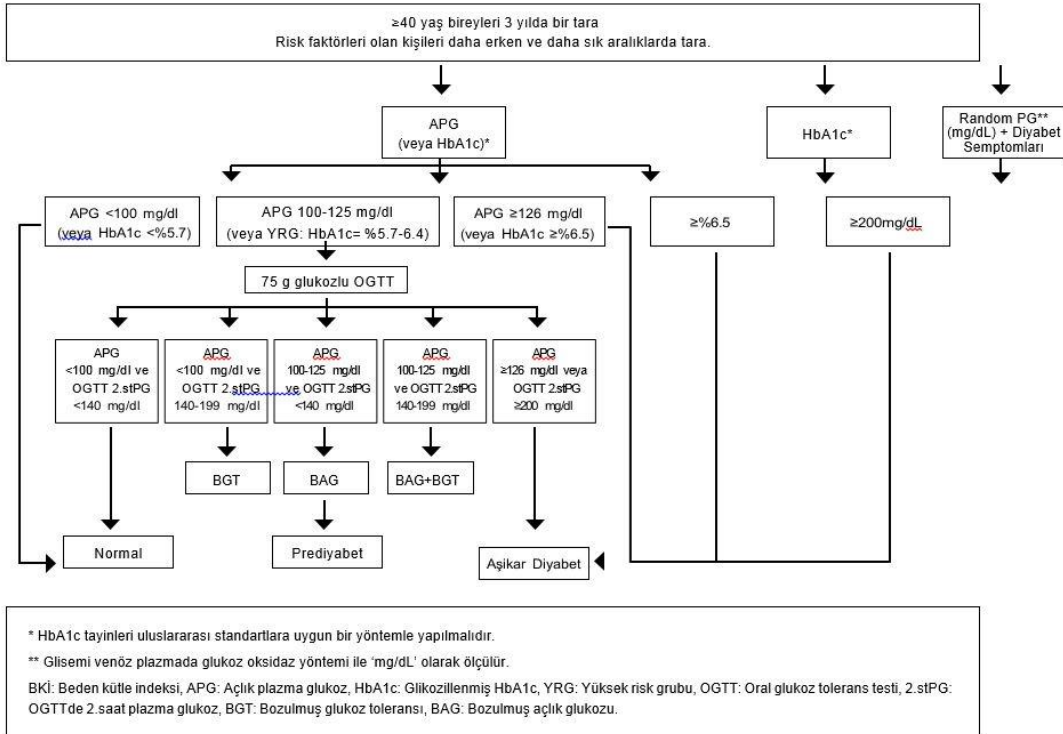 ≥40 yaş bireyleri 3 yılda bir tara
Risk faktörleri olan kişileri daha erken ve daha sık aralıklarda tara.
APG
(veya HbA1c)*
HbA1c*
Random PG**
(mg/dL) + Diyabet
Semptomları
APG <100 mg/dl
(veya HbA1c <%5.7)
APG 100-125 mg/dl
(veya YRG: HbA1c= %5.7-6.4)
APG ≥126 mg/dl
(veya HbA1c ≥%6.5)
≥%6.5
≥200mg/dL
75 g glukozlu OGTT
APG
<100 mg/dl ve
OGTT 2.stPG
<140 mg/dl
APG
<100 mg/dl ve
OGTT 2.stPG
140-199 mg/dl
APG
100-125 mg/dl
ve OGTT 2.stPG
<140 mg/dl
APG
100-125 mg/dl
ve OGTT 2.stPG
140-199 mg/dl
APG
≥126 mg/dl veya
OGTT 2.stPG
≥200 mg/dl
BGT
BAG
BAG+BGT
Normal
Prediyabet
Aşikar Diyabet
* HbA1c tayinleri uluslararası standartlara uygun bir yöntemle yapılmalıdır.
** Glisemi venöz plazmada glukoz oksidaz yöntemi ile 'mg/dL' olarak ölçülür.
BKİ: Beden kütle indeksi, APG: Açlık plazma glukoz, HbA1c: Glikozillenmiş HbA1c, YRG: Yüksek risk grubu, OGTT: Oral glukoz tolerans testi, 2.stPG:
OGTTde 2.saat plazma glukoz, BGT: Bozulmuş glukoz toleransı, BAG: Bozulmuş açlık glukozu.